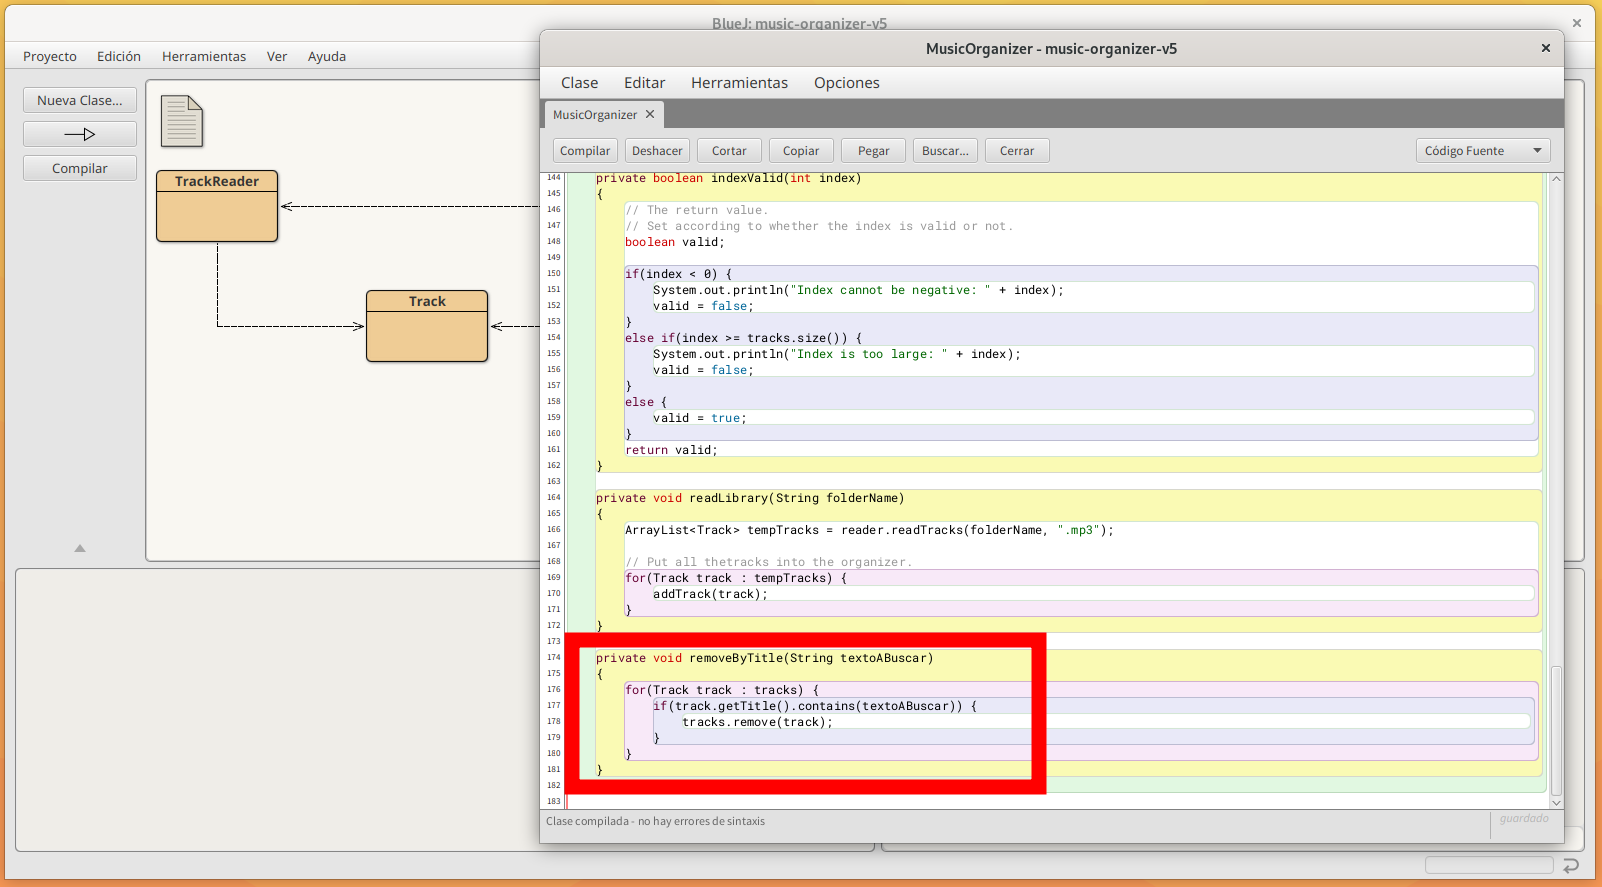 BlueJ: music-organizer-v5
Proyecto Edición Herramientas Ver Ayuda
Nueva Clase...
Compilar
TrackReader
Track
MusicOrganizer - music-organizer-v5
Clase Editar Herramientas Opciones
MusicOrganizer
Compilar Deshacer Cortar Copiar Pegar Buscar... Cerrar Código Fuente
144 private boolean indexValid(int index)
145 {
146 // The return value.
147 // Set according to whether the index is valid or not.
148 boolean valid;
149
150 if(index < 0) {
151 System.out.println("Index cannot be negative: " + index);
152 valid = false;
153 }
154 else if(index >= tracks.size()) {
155 System.out.println("Index is too large: " + index);
156 valid = false;
157 }
158 else {
159 valid = true;
160 }
161 return valid;
162 }
163
164 private void readLibrary(String folderName)
165 {
166 ArrayList<Track> tempTracks = reader.readTracks(folderName, ".mp3");
167
168 // Put all thetracks into the organizer.
169 for(Track track : tempTracks) {
170 addTrack(track);
171 }
172 }
173
174 private void removeByTitle(String textoABuscar)
175 {
176 for(Track track : tracks) {
177 if(track.getTitle().contains(textoABuscar)) {
178 tracks.remove(track);
179 }
180 }
181 }
182
183
Clase compilada - no hay errores de sintaxis
guardado